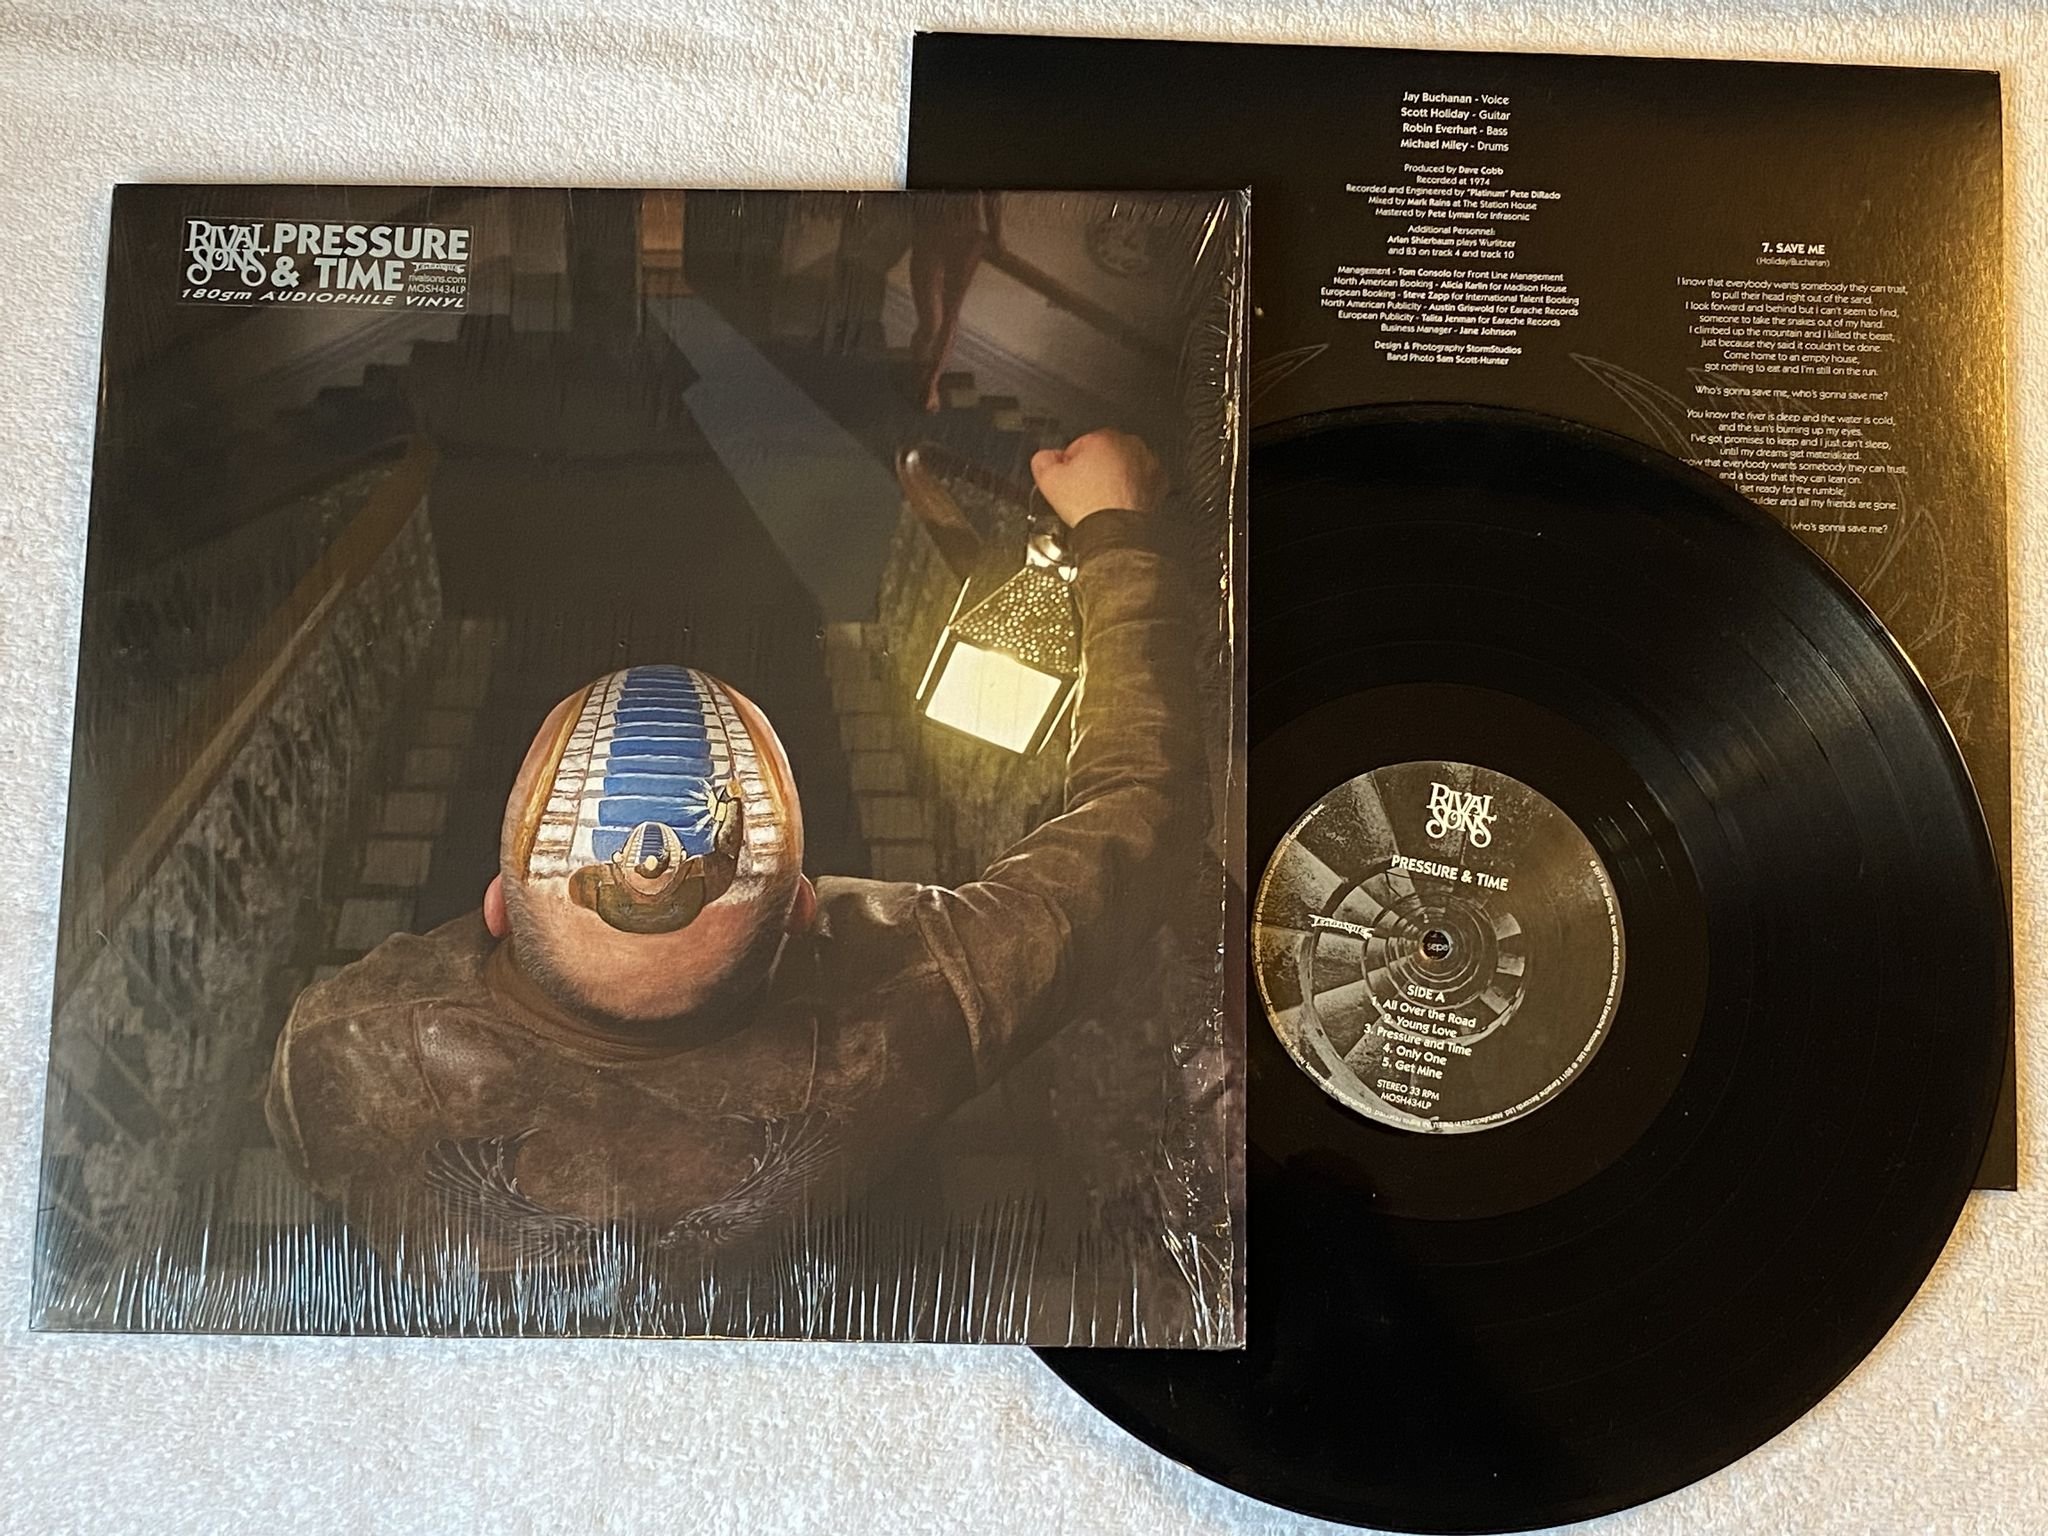 RIVAL SONS
PRESSURE
& TIME
EARACHE
rivalsons.com
MOSH434LP
180gm AUDIOPHILE VINYL
Jay Buchanan - Voice
Scott Holiday - Guitar
Robin Everhart - Bass
Michael Miley - Drums
Produced by Dave Cobb
Recorded at 1974
Recorded and Engineered by "Platinum" Pete DiRado
Mixed by Mark Rains at The Station House
Mastered by Pete Lyman for Infrasonic
Additional Personnel:
Arlan Shierbaum plays Wurlitzer
and B3 on track 4 and track 10
Management - Tom Consolo for Front Line Management
North American Booking - Alicia Karlin for Madison House
European Booking - Steve Zapp for International Talent Booking
North American Publicity - Austin Griswold for Earache Records
European Publicity - Talita Jenman for Earache Records
Business Manager - Jane Johnson
Design & Photography StormStudios
Band Photo Sam Scott-Hunter
7. SAVE ME
(Holiday/Buchanan)
I know that everybody wants somebody they can trust,
to pull their head right out of the sand.
I look forward and behind but I can't seem to find,
someone to take the snakes out of my hand.
I climbed up the mountain and I killed the beast,
just because they said it couldn't be done.
Come home to an empty house,
got nothing to eat and I'm still on the run.
Who's gonna save me, who's gonna save me?
You know the river is deep and the water is cold,
and the sun's burning up my eyes.
I've got promises to keep and I just can't sleep,
until my dreams get materialized.
know that everybody wants somebody they can trust,
and a body that they can lean on.
I get ready for the rumble,
and all my friends are gone.
who's gonna save me?
RIVAL SONS
PRESSURE & TIME
EARACHE
SIDE A
1. All Over the Road
2. Young Love
3. Pressure and Time
4. Only One
5. Get Mine
STEREO 33 RPM
MOSH434LP